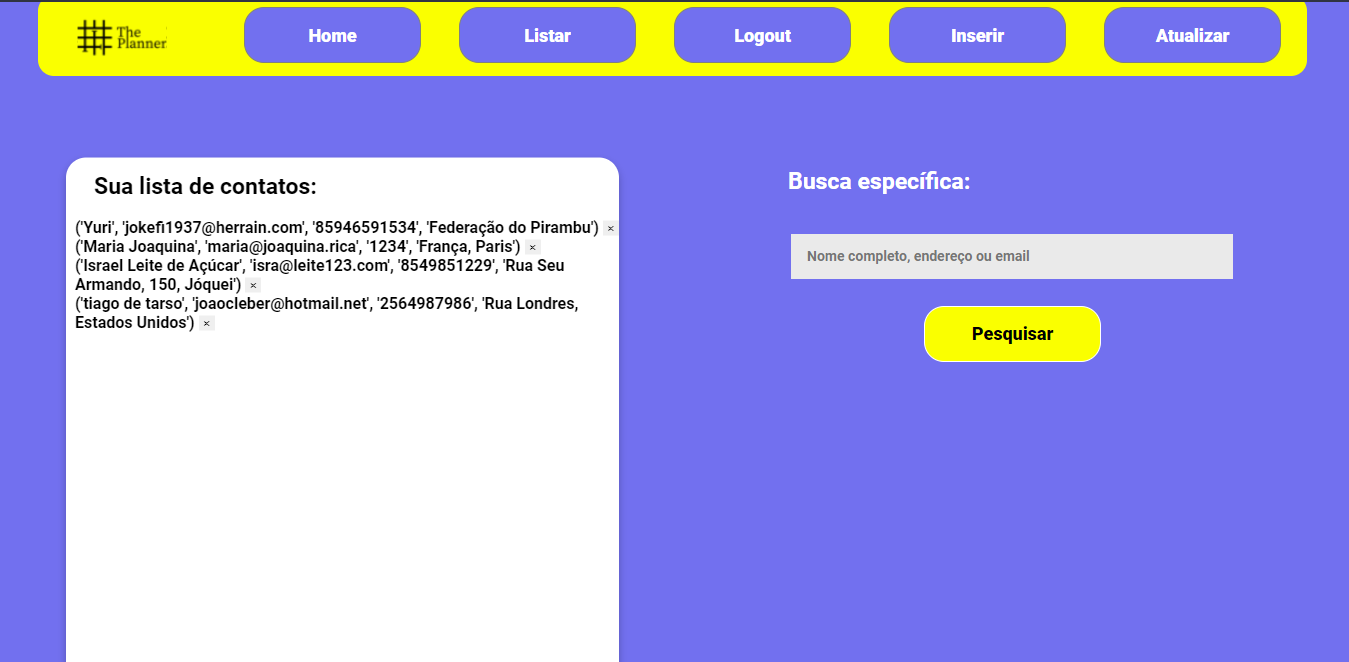 The
Planner
Home
Listar
Logout
Inserir
Atualizar
Sua lista de contatos:
('Yuri', 'jokefi1937@herrain.com', '85946591534', 'Federação do Pirambu') ×
('Maria Joaquina', 'maria@joaquina.rica', '1234', 'França, Paris') ×
('Israel Leite de Açúcar', 'isra@leite123.com', '8549851229', 'Rua Seu
Armando, 150, Jóquei') ×
('tiago de tarso', 'joaocleber@hotmail.net', '2564987986', 'Rua Londres,
Estados Unidos') ×
Busca específica:
Nome completo, endereço ou email
Pesquisar